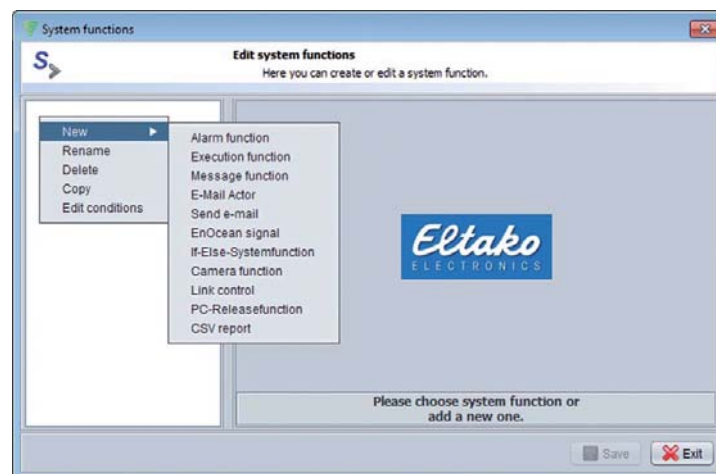 System functions
S
Edit system functions
Here you can create or edit a system function.
New
Rename
Delete
Copy
Edit conditions
Alarm function
Execution function
Message function
E-Mail Actor
Send e-mail
EnOcean signal
If-Else-Systemfunction
Camera function
Link control
PC-Releasefunction
CSV report
Eltako
ELECTRONICS
Please choose system function or
add a new one.
Save
Exit